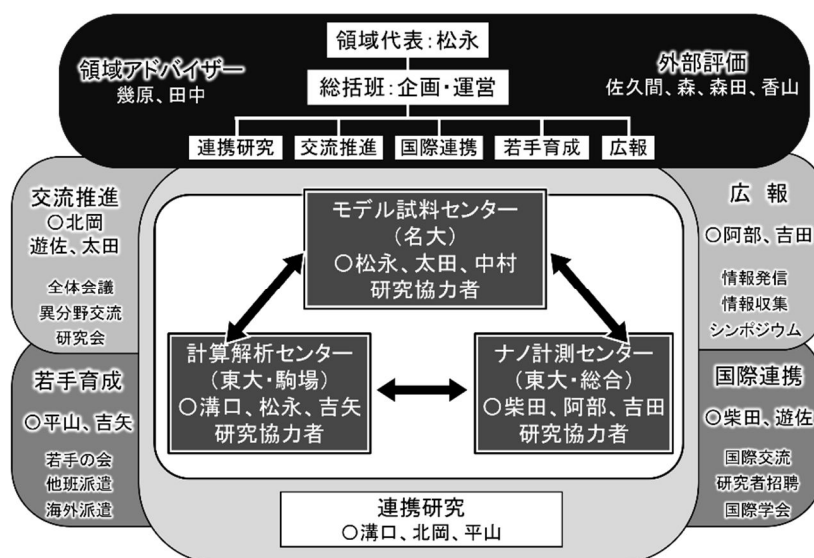 領域代表:松永
領域アドバイザー
幾原、田中
総括班:企画・運営
外部評価
佐久間、森、森田、香山
連携研究
交流推進
国際連携
若手育成
広報
交流推進
〇北岡
遊佐、太田
全体会議
異分野交流
研究会
モデル試料センター
(名大)
〇松永、太田、中村
研究協力者
広 報
〇阿部、吉田
情報発信
情報収集
シンポジウム
計算解析センター
(東大・駒場)
〇溝口、松永、吉矢
研究協力者
ナノ計測センター
(東大・総合)
〇柴田、阿部、吉田
研究協力者
若手育成
〇平山、吉矢
若手の会
他班派遣
海外派遣
国際連携
〇柴田、遊佐
国際交流
研究者招聘
国際学会
連携研究
〇溝口、北岡、平山